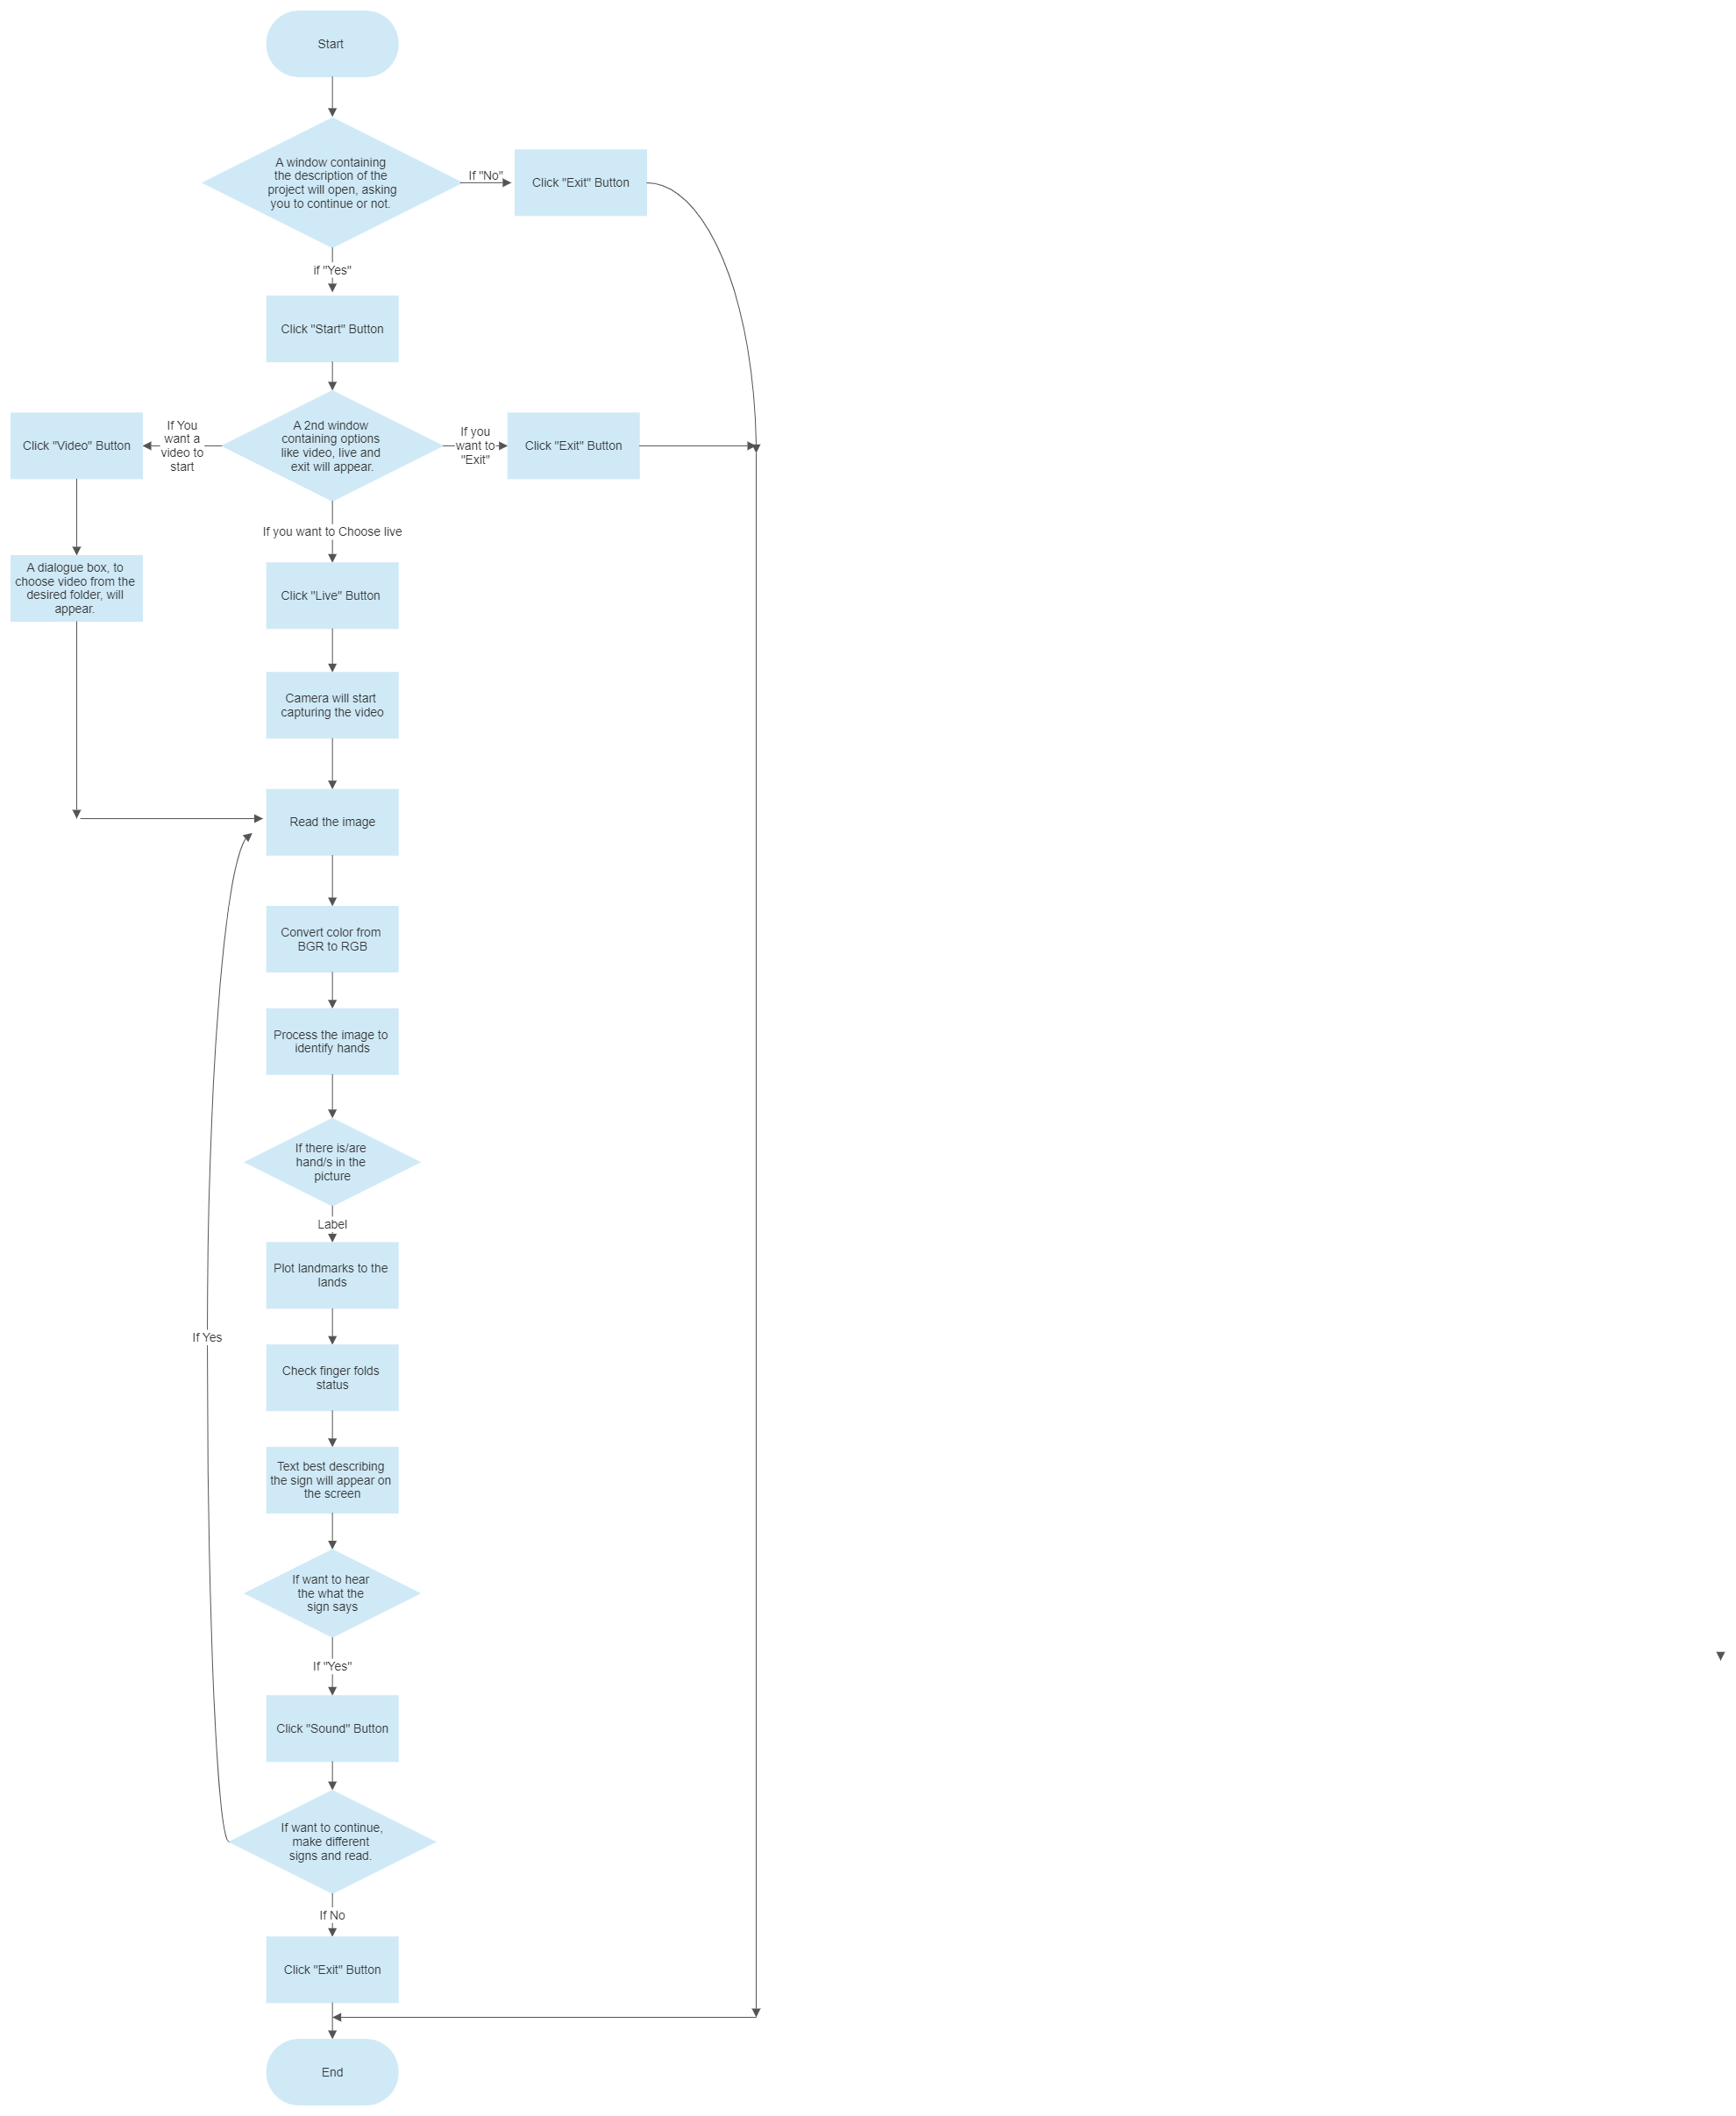 Start
A window containing
the description of the
project will open, asking
you to continue or not.
If "No"
Click "Exit" Button
if "Yes"
Click "Start" Button
Click "Video" Button
If You
want a
video to
start
A 2nd window
containing options
like video, live and
exit will appear.
If you
want to
"Exit"
Click "Exit" Button
If you want to Choose live
A dialogue box, to
choose video from the
desired folder, will
appear.
Click "Live" Button
Camera will start
capturing the video
Read the image
Convert color from
BGR to RGB
Process the image to
identify hands
If there is/are
hand/s in the
picture
Label
Plot landmarks to the
lands
If Yes
Check finger folds
status
Text best describing
the sign will appear on
the screen
If want to hear
the what the
sign says
If "Yes"
Click "Sound" Button
If want to continue,
make different
signs and read.
If No
Click "Exit" Button
End